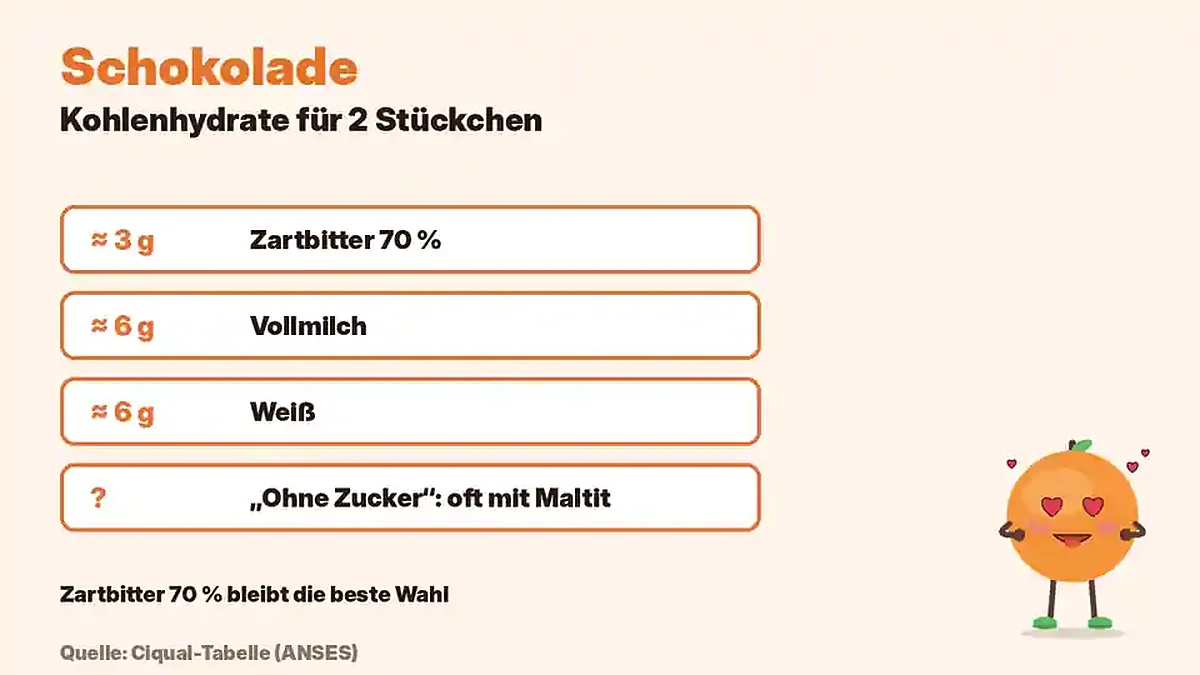 Schokolade
Kohlenhydrate für 2 Stückchen
≈ 3 g Zartbitter 70 %
≈ 6 g Vollmilch
≈ 6 g Weiß
? „Ohne Zucker“: oft mit Maltit
Zartbitter 70 % bleibt die beste Wahl
Quelle: Ciqual-Tabelle (ANSES)